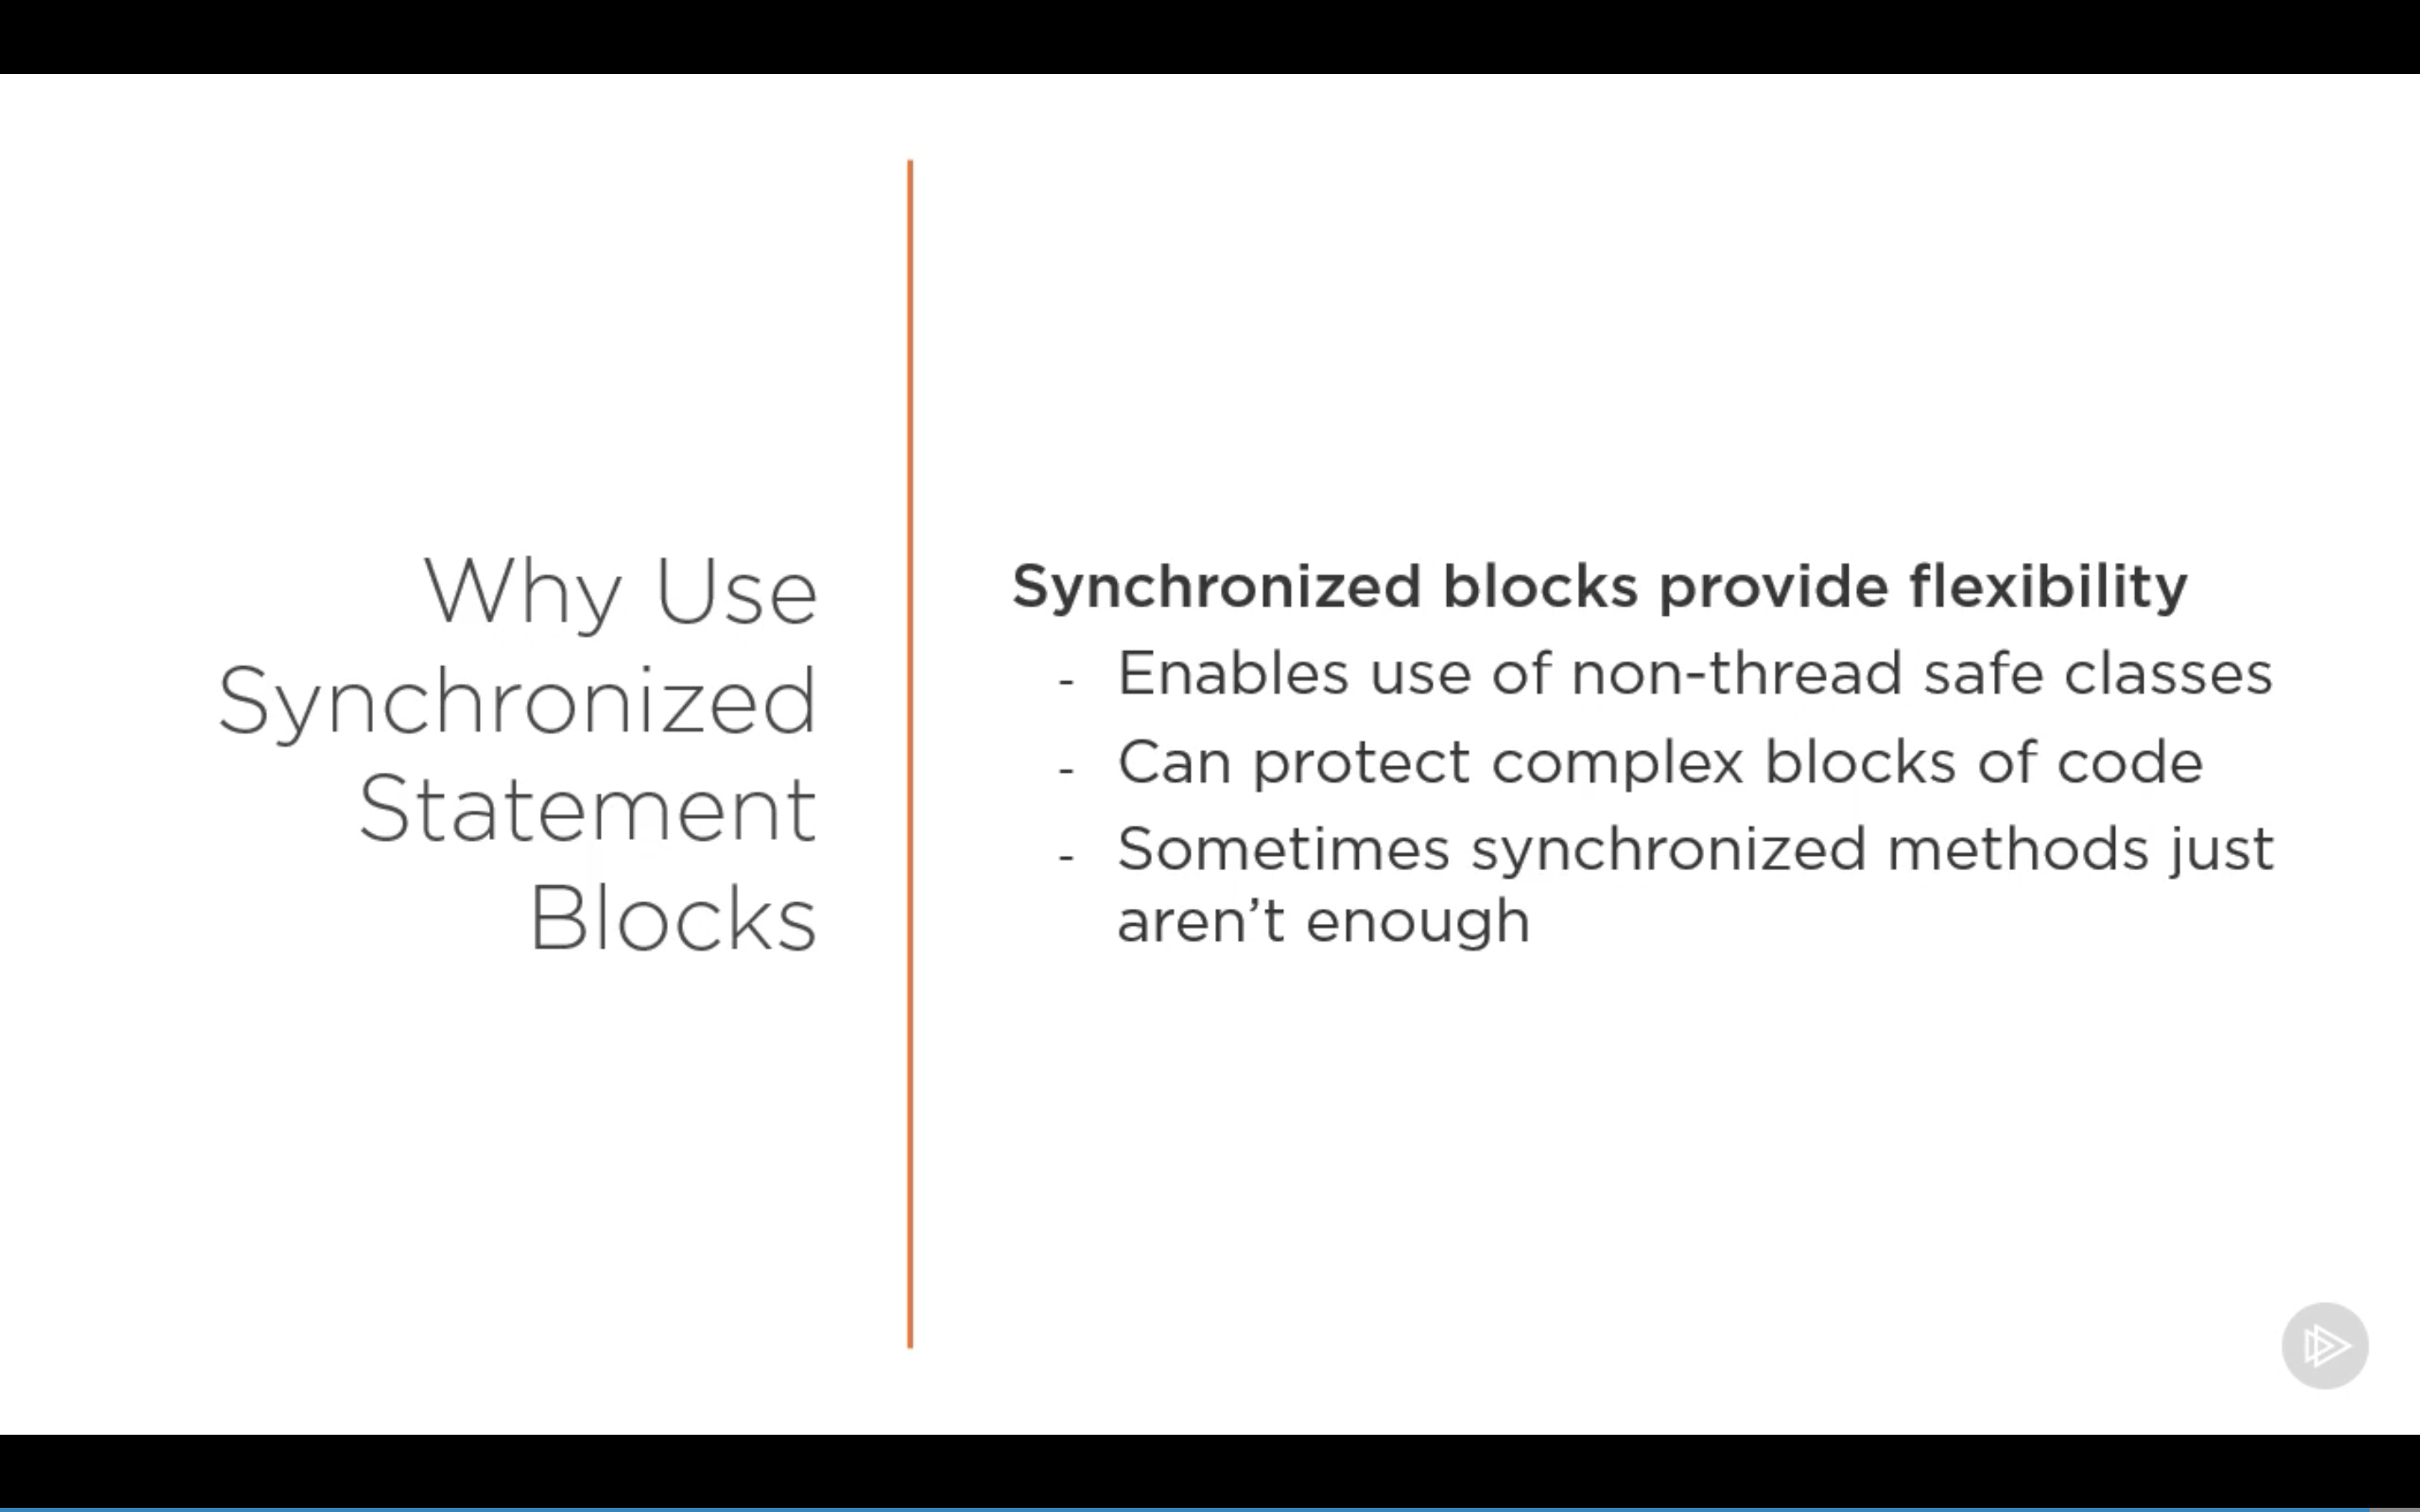 Why Use
Synchronized
Statement
Blocks
Synchronized blocks provide flexibility
- Enables use of non-thread safe classes
- Can protect complex blocks of code
- Sometimes synchronized methods just
aren't enough